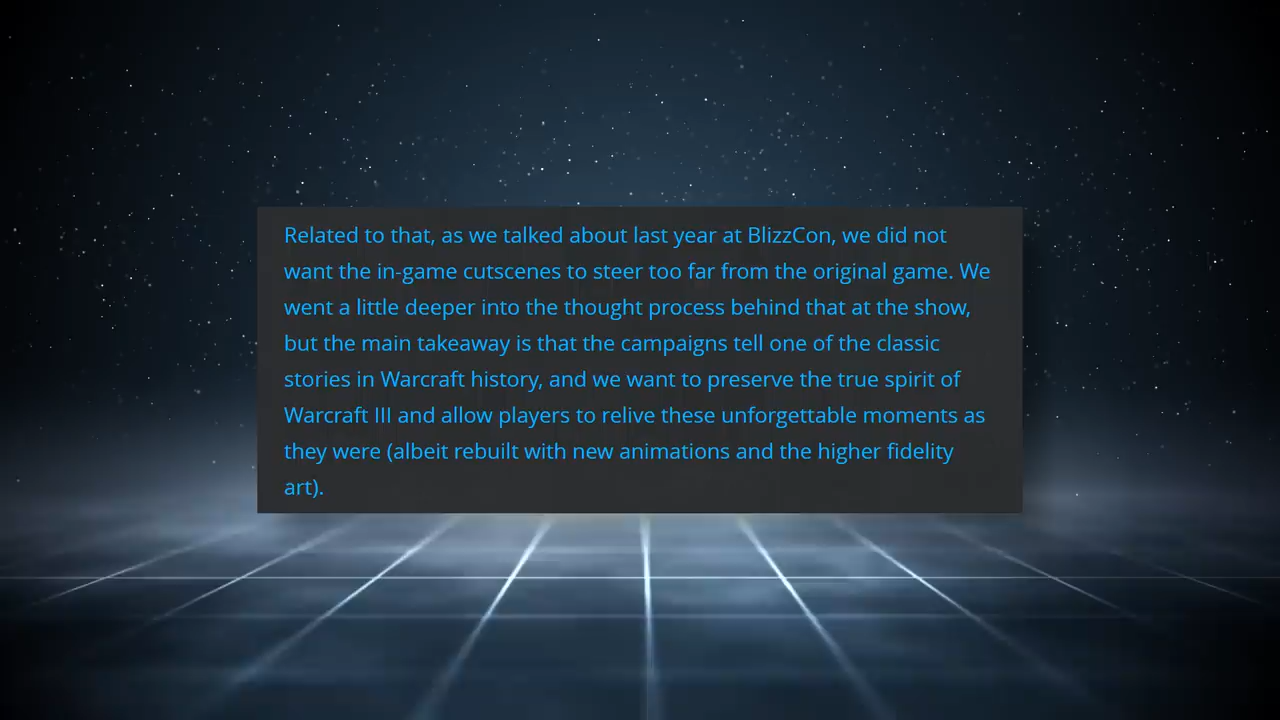 Related to that, as we talked about last year at BlizzCon, we did not
want the in-game cutscenes to steer too far from the original game. We
went a little deeper into the thought process behind that at the show,
but the main takeaway is that the campaigns tell one of the classic
stories in Warcraft history, and we want to preserve the true spirit of
Warcraft III and allow players to relive these unforgettable moments as
they were (albeit rebuilt with new animations and the higher fidelity
art).